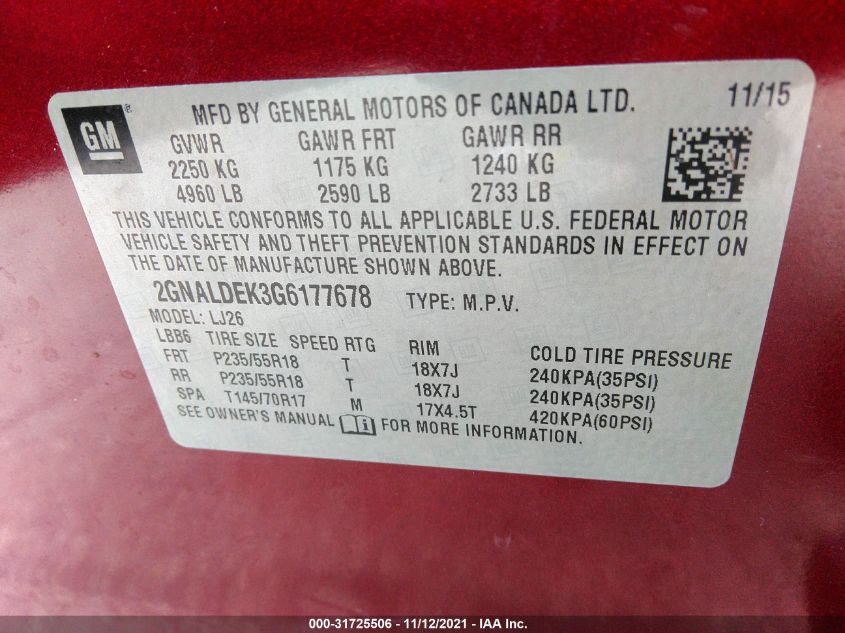 GM ®
MFD BY GENERAL MOTORS OF CANADA LTD. 11/15
GVWR GAWR FRT GAWR RR
2250 KG 1175 KG 1240 KG
4960 LB 2590 LB 2733 LB
THIS VEHICLE CONFORMS TO ALL APPLICABLE U.S. FEDERAL MOTOR
VEHICLE SAFETY AND THEFT PREVENTION STANDARDS IN EFFECT ON
THE DATE OF MANUFACTURE SHOWN ABOVE.
2GNALDEK3G6177678 TYPE: M.P.V.
MODEL: LJ26
LBB6 TIRE SIZE SPEED RTG RIM COLD TIRE PRESSURE
FRT P235/55R18 T 18X7J 240KPA(35PSI)
RR P235/55R18 T 18X7J 240KPA(35PSI)
SPA T145/70R17 M 17X4.5T 420KPA(60PSI)
SEE OWNER'S MANUAL i FOR MORE INFORMATION.
000-31725506 - 11/12/2021 - IAA Inc.